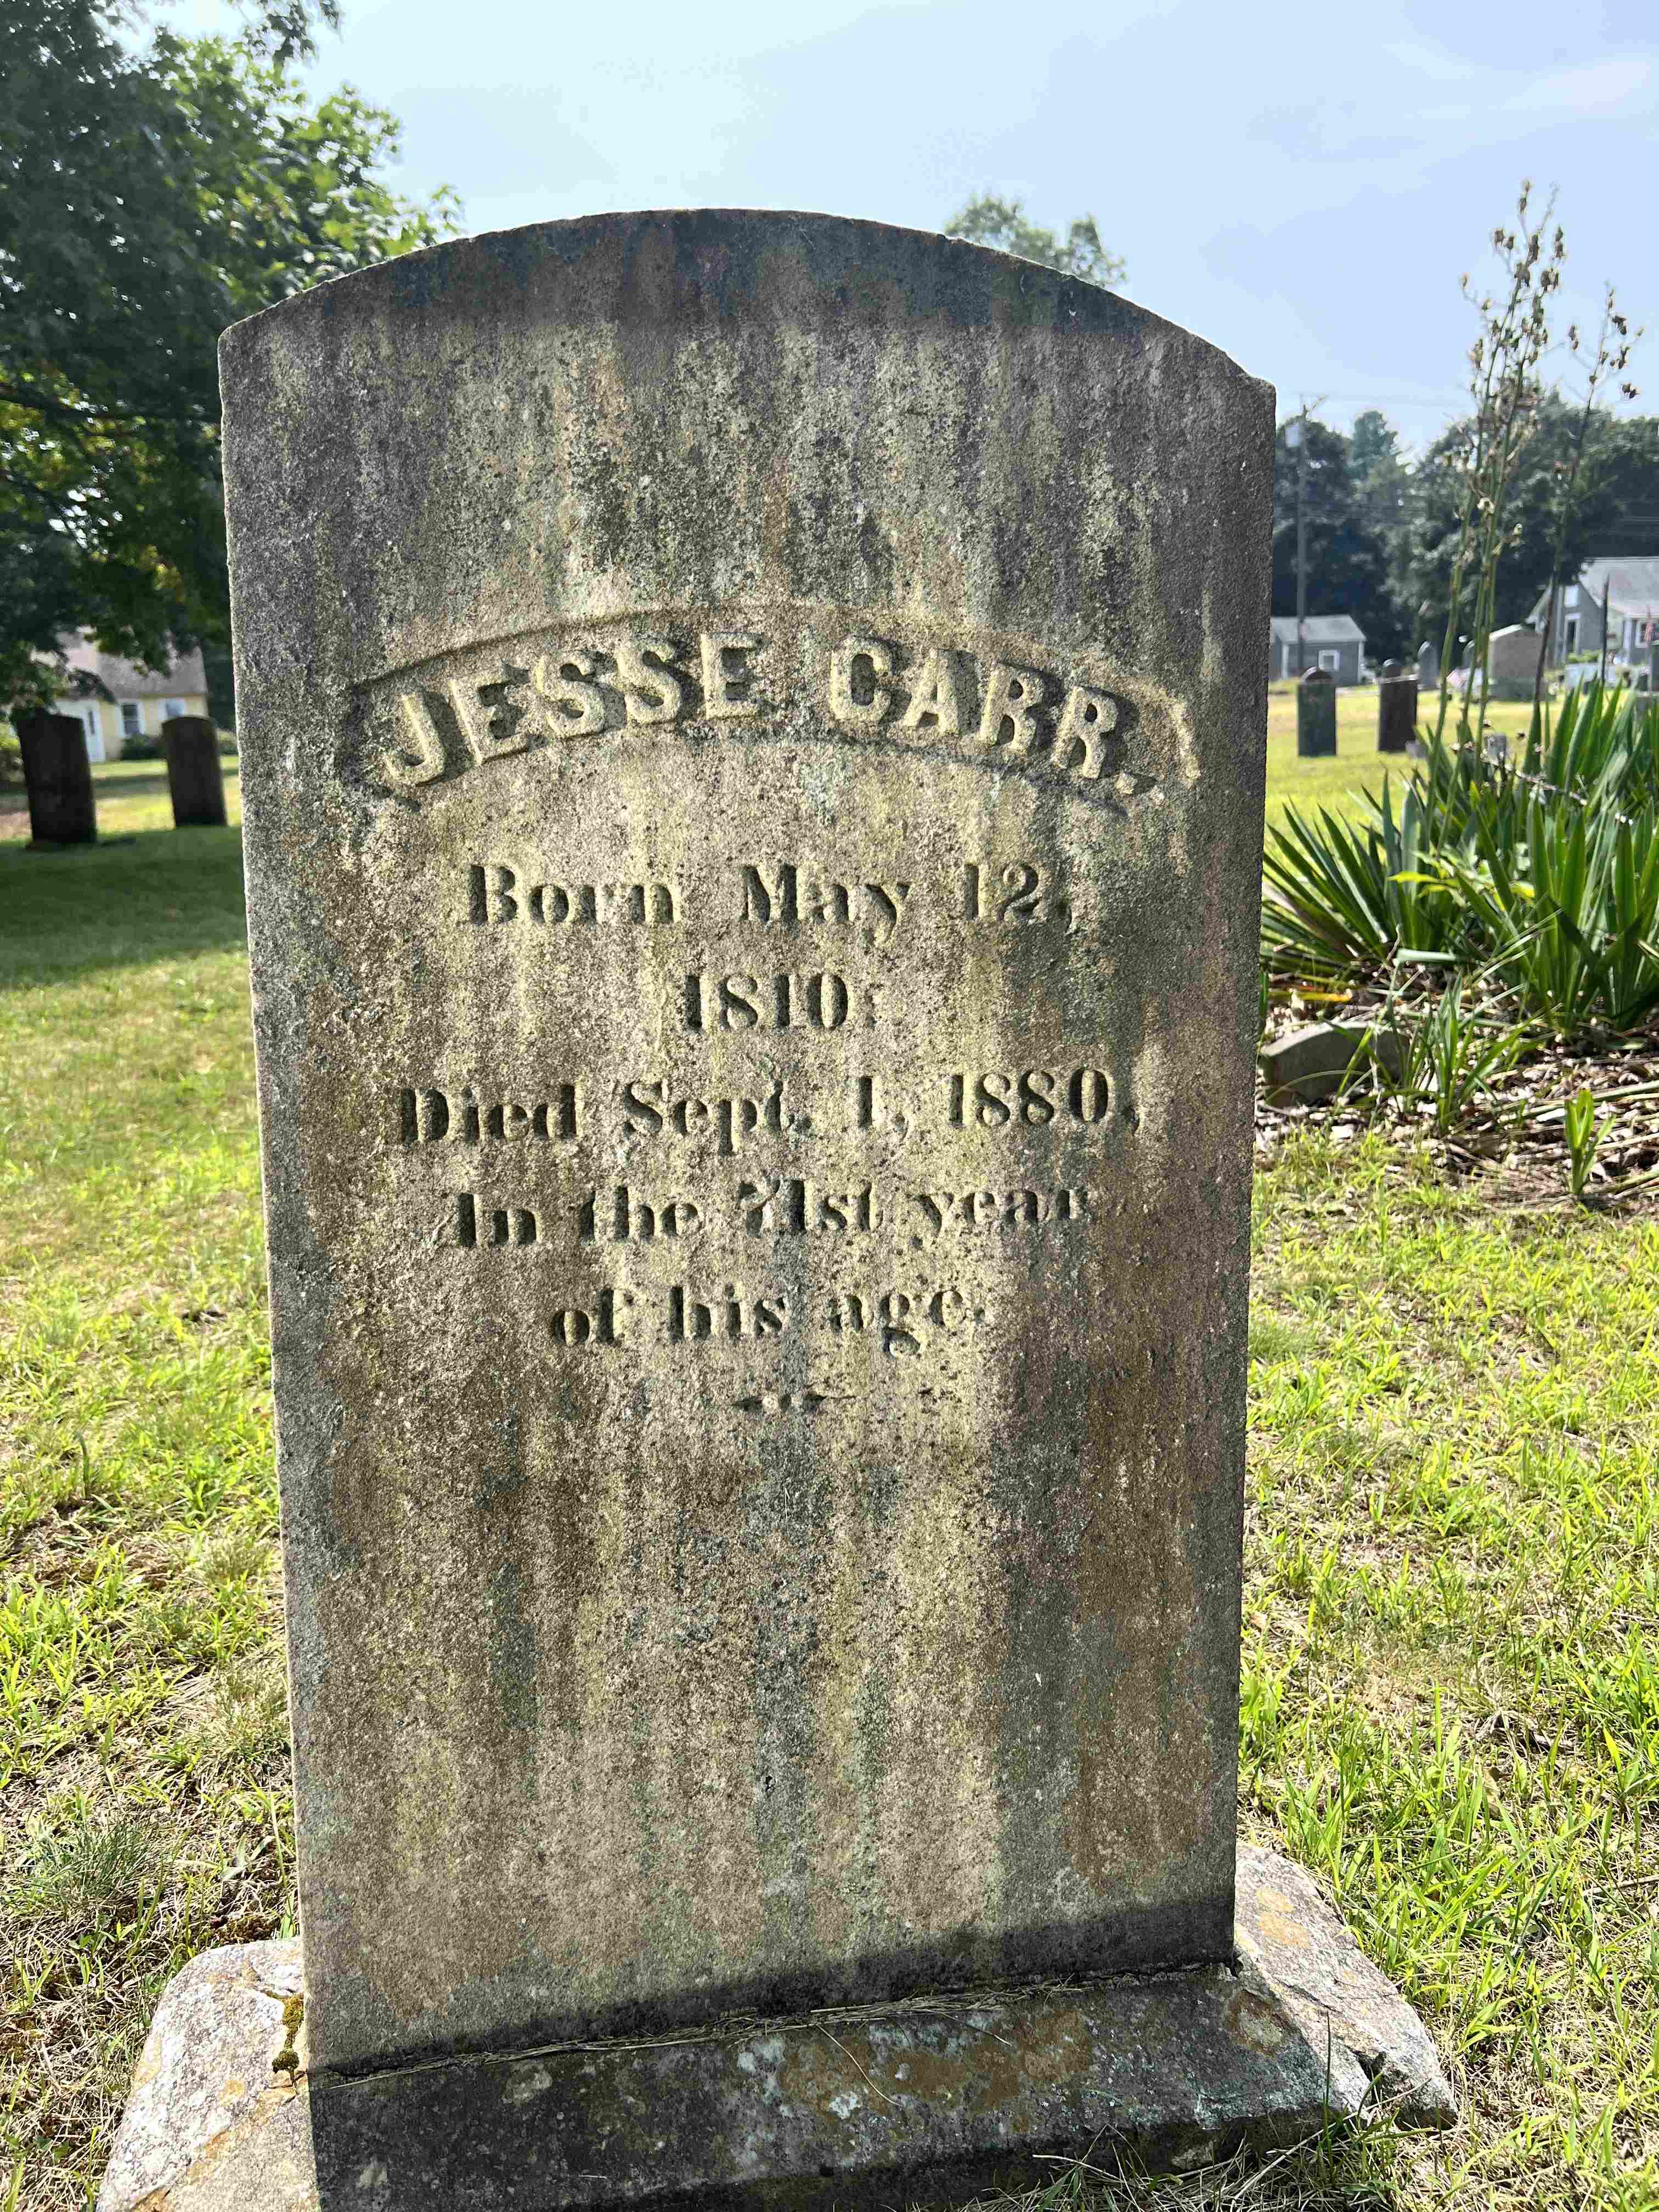 JESSE CARR,
Born May 12,
1810;
Died Sept. 1, 1880,
In the 71st year
of his age.